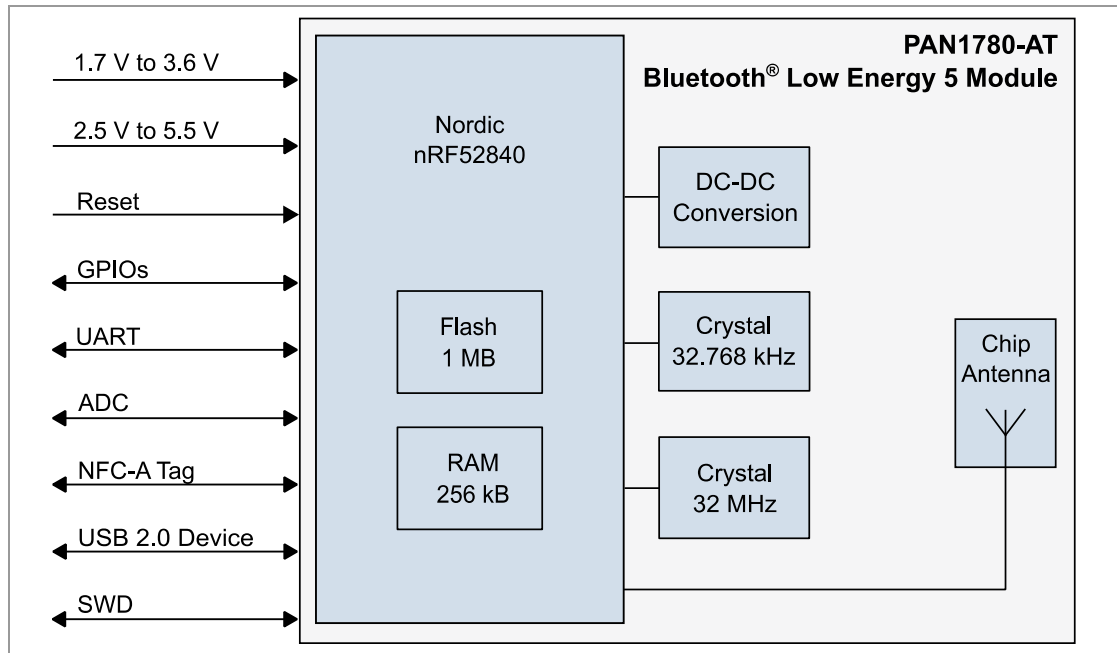 PAN1780-AT
Bluetooth® Low Energy 5 Module
1.7 V to 3.6 V
2.5 V to 5.5 V
Reset
GPIOs
UART
ADC
NFC-A Tag
USB 2.0 Device
SWD
Nordic
nRF52840
Flash
1 MB
RAM
256 kB
DC-DC
Conversion
Crystal
32.768 kHz
Crystal
32 MHz
Chip
Antenna